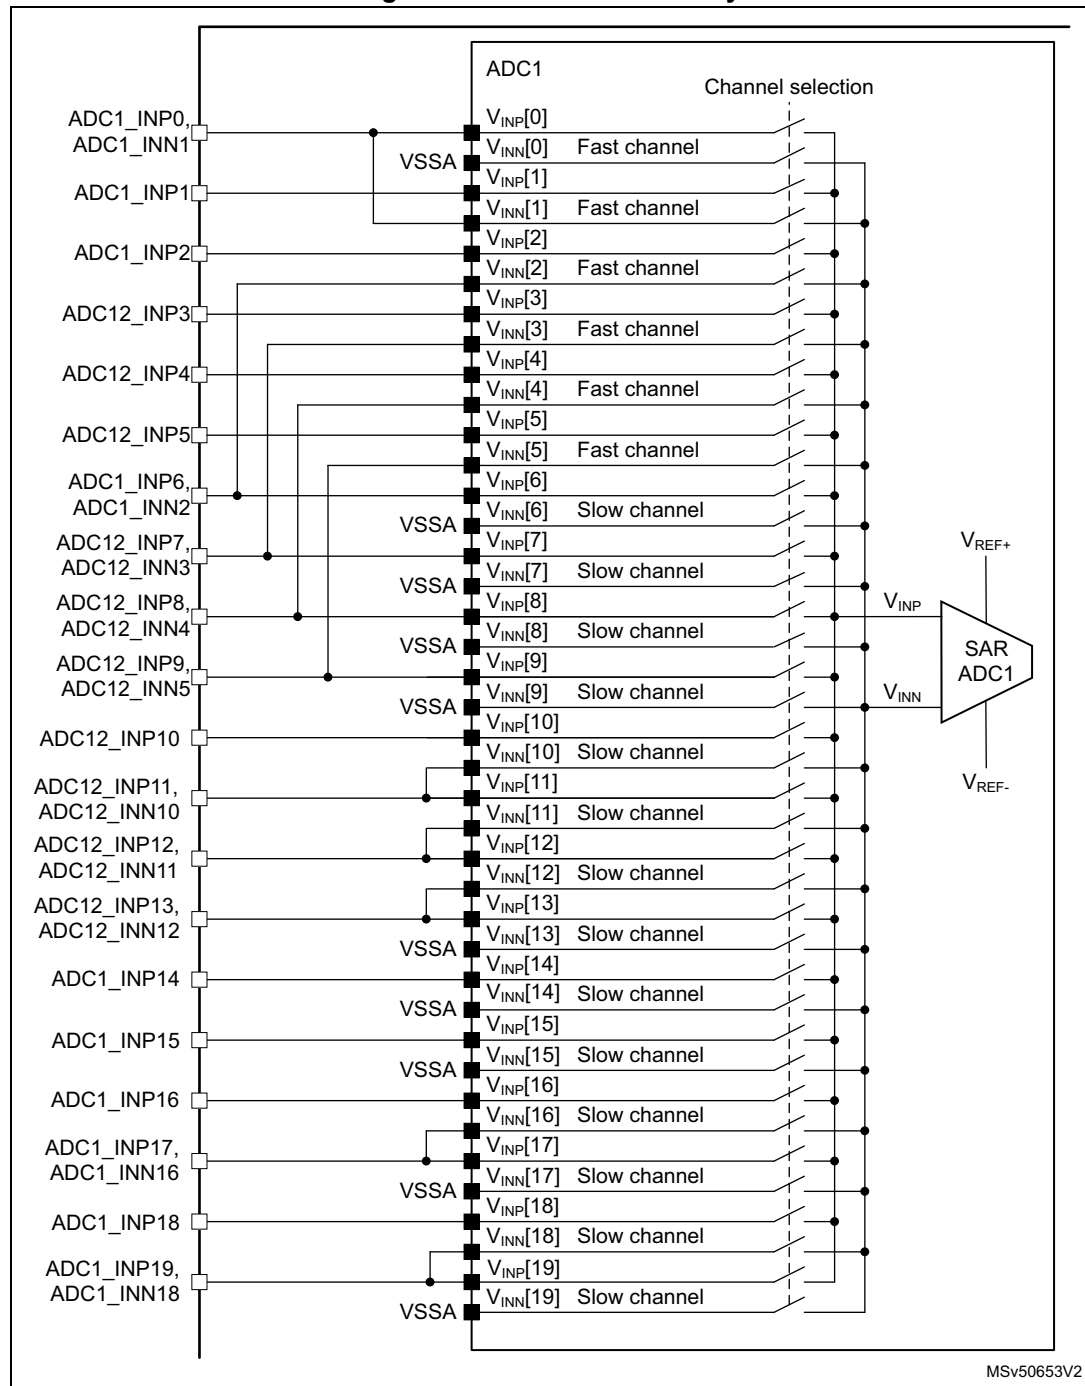 ADC1
Channel selection
ADC1_INP0,
ADC1_INN1
VINP[0]
VINN[0] Fast channel
VSSA
ADC1_INP1
VINP[1]
VINN[1] Fast channel
ADC1_INP2
VINP[2]
VINN[2] Fast channel
ADC12_INP3
VINP[3]
VINN[3] Fast channel
ADC12_INP4
VINP[4]
VINN[4] Fast channel
ADC12_INP5
VINP[5]
VINN[5] Fast channel
ADC1_INP6,
ADC1_INN2
VINP[6]
VINN[6] Slow channel
VSSA
ADC12_INP7,
ADC12_INN3
VINP[7]
VINN[7] Slow channel
VSSA
ADC12_INP8,
ADC12_INN4
VINP[8]
VINN[8] Slow channel
VSSA
ADC12_INP9,
ADC12_INN5
VINP[9]
VINN[9] Slow channel
VSSA
VREF+
VINP
SAR
ADC1
VINN
VREF-
ADC12_INP10
VINP[10]
VINN[10] Slow channel
ADC12_INP11,
ADC12_INN10
VINP[11]
VINN[11] Slow channel
ADC12_INP12,
ADC12_INN11
VINP[12]
VINN[12] Slow channel
ADC12_INP13,
ADC12_INN12
VINP[13]
VINN[13] Slow channel
VSSA
ADC1_INP14
VINP[14]
VINN[14] Slow channel
VSSA
ADC1_INP15
VINP[15]
VINN[15] Slow channel
VSSA
ADC1_INP16
VINP[16]
VINN[16] Slow channel
ADC1_INP17,
ADC1_INN16
VINP[17]
VINN[17] Slow channel
VSSA
ADC1_INP18
VINP[18]
VINN[18] Slow channel
ADC1_INP19,
ADC1_INN18
VINP[19]
VINN[19] Slow channel
VSSA
MSv50653V2